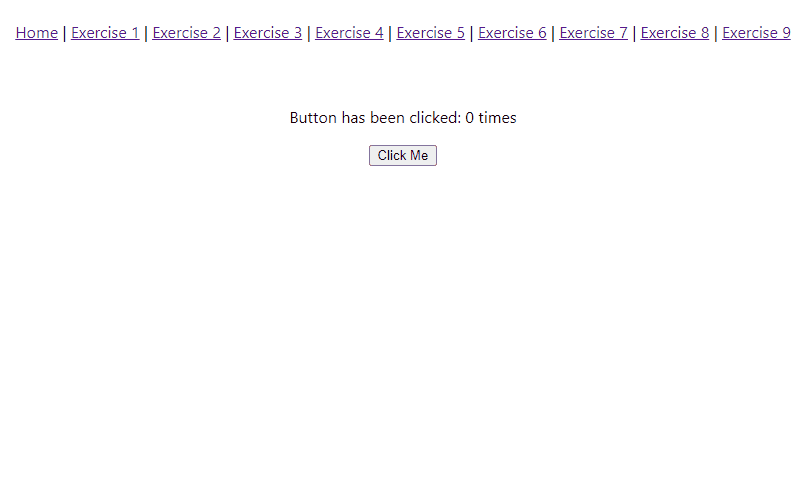 Home | Exercise 1 | Exercise 2 | Exercise 3 | Exercise 4 | Exercise 5 | Exercise 6 | Exercise 7 | Exercise 8 | Exercise 9
Button has been clicked: 0 times
Click Me